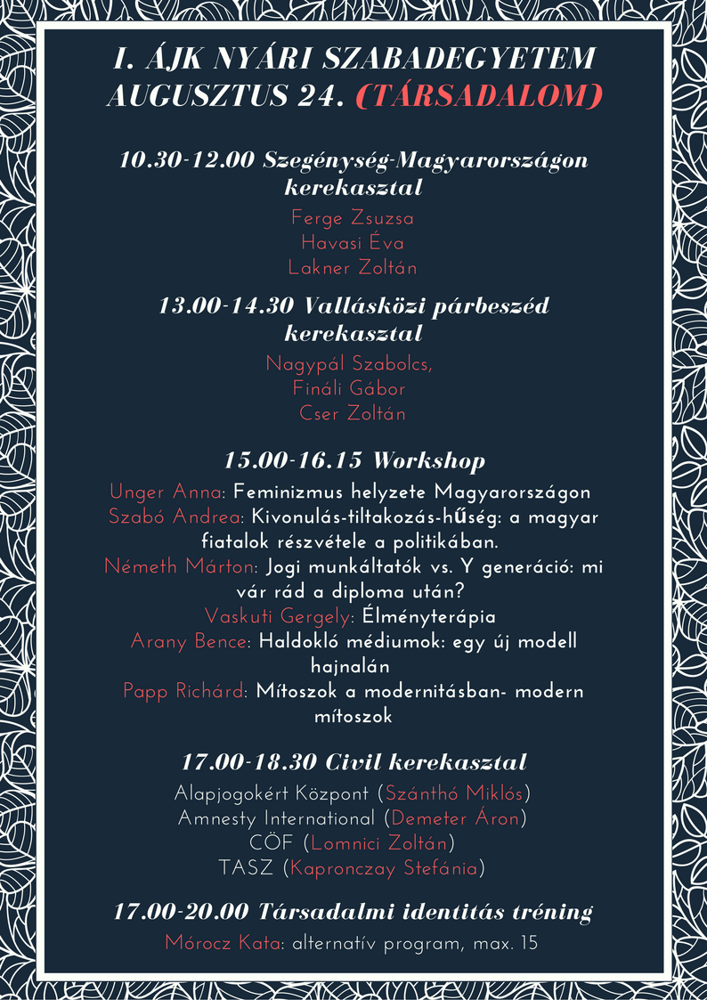 I. ÁJK NYÁRI SZABADEGYETEM
AUGUSZTUS 24. (TÁRSADALOM)
10.30-12.00 Szegénység-Magyarországon
kerekasztal
Ferge Zsuzsa
Havasi Éva
Lakner Zoltán
13.00-14.30 Vallásközi párbeszéd
kerekasztal
Nagypál Szabolcs,
Fináli Gábor
Cser Zoltán
15.00-16.15 Workshop
Unger Anna: Feminizmus helyzete Magyarországon
Szabó Andrea: Kivonulás-tiltakozás-hűség: a magyar
fiatalok részvétele a politikában.
Németh Márton: Jogi munkáltatók vs. Y generáció: mi
vár rád a diploma után?
Vaskuti Gergely: Élményterápia
Arany Bence: Haldokló médiumok: egy új modell
hajnalán
Papp Richárd: Mítoszok a modernitásban- modern
mítoszok
17.00-18.30 Civil kerekasztal
Alapjogokért Központ (Szánthó Miklós)
Amnesty International (Demeter Áron)
CÖF (Lomnici Zoltán)
TASZ (Kapronczay Stefánia)
17.00-20.00 Társadalmi identitás tréning
Mórocz Kata: alternatív program, max. 15